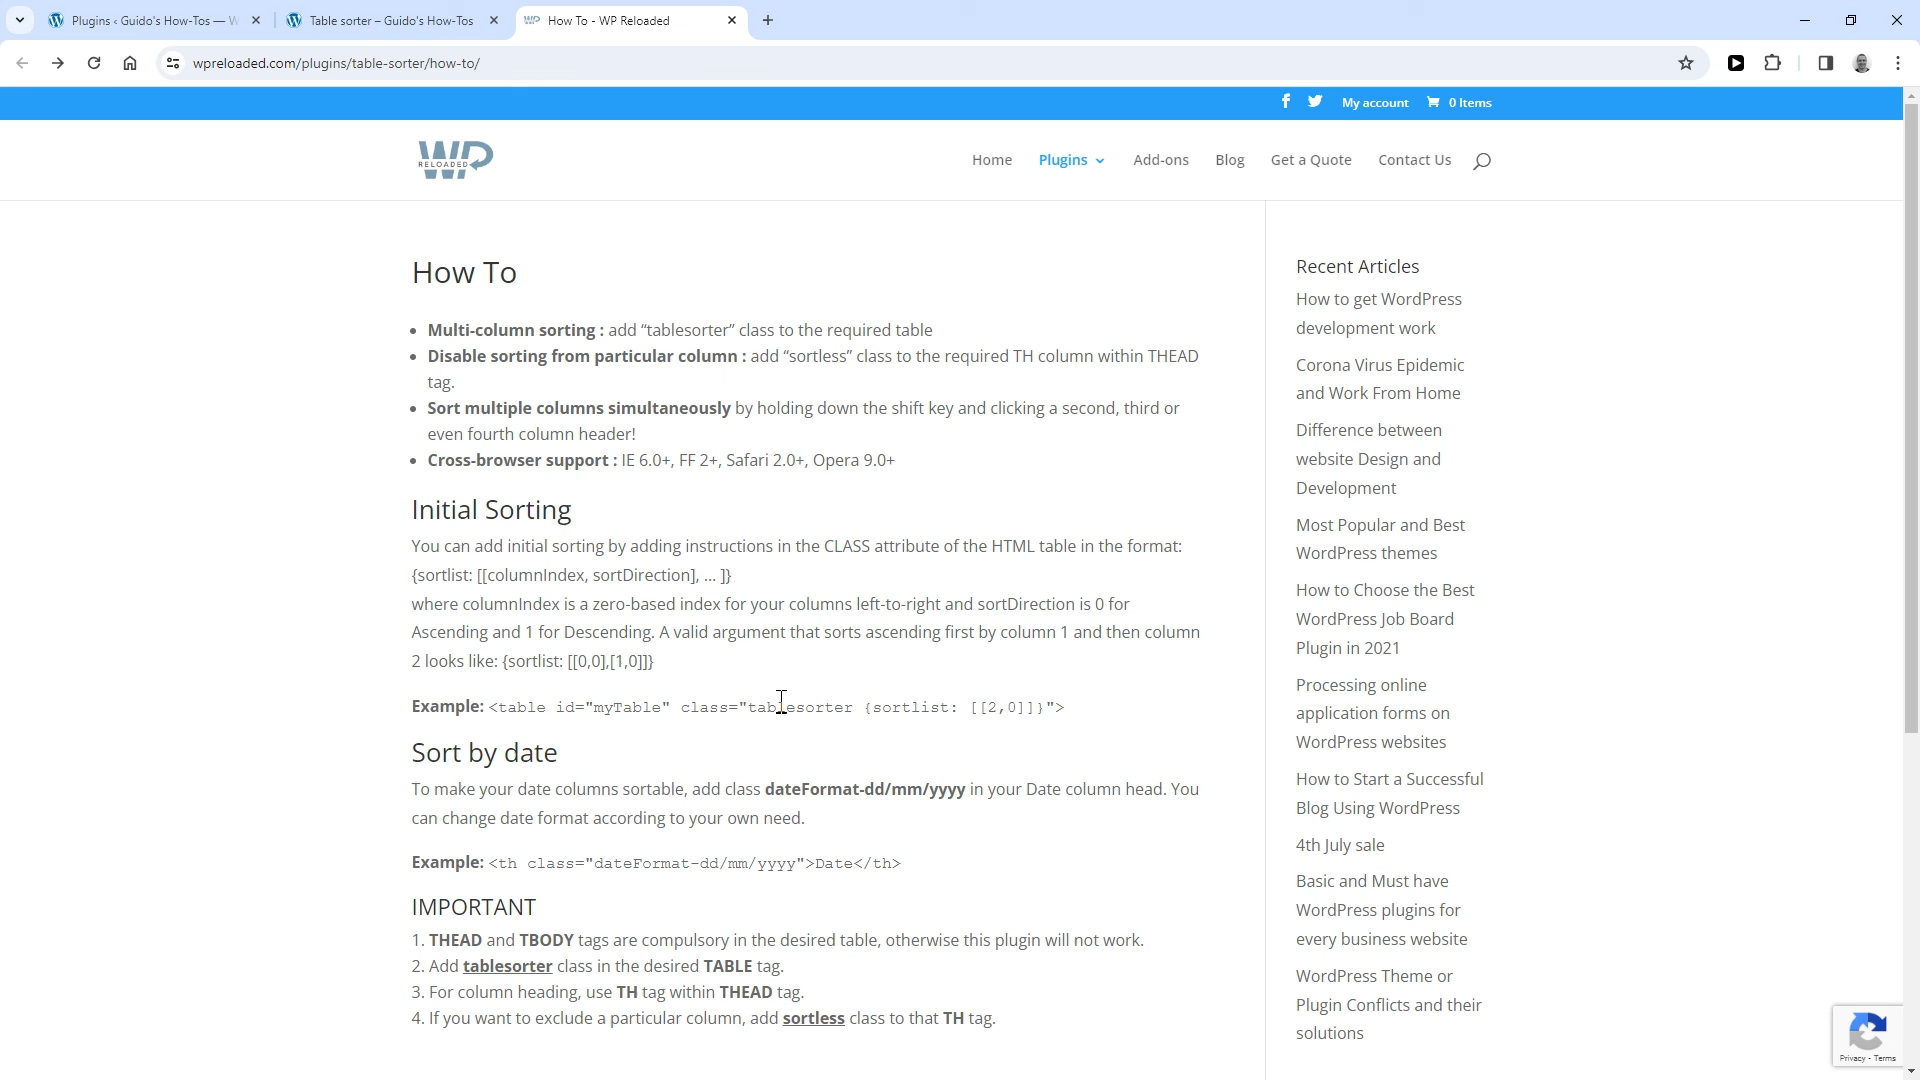 Plugins ‹ Guido's How-Tos — W
Table sorter – Guido's How-Tos
How To - WP Reloaded
wpreloaded.com/plugins/table-sorter/how-to/
My account
0 Items
WP
RELOADED
Home
Plugins
Add-ons
Blog
Get a Quote
Contact Us
How To
Multi-column sorting : add “tablesorter” class to the required table
Disable sorting from particular column : add “sortless” class to the required TH column within THEAD
tag.
Sort multiple columns simultaneously by holding down the shift key and clicking a second, third or
even fourth column header!
Cross-browser support : IE 6.0+, FF 2+, Safari 2.0+, Opera 9.0+
Initial Sorting
You can add initial sorting by adding instructions in the CLASS attribute of the HTML table in the format:
{sortlist: [[columnIndex, sortDirection], … ]}
where columnIndex is a zero-based index for your columns left-to-right and sortDirection is 0 for
Ascending and 1 for Descending. A valid argument that sorts ascending first by column 1 and then column
2 looks like: {sortlist: [[0,0],[1,0]]}
Example: <table id="myTable" class="tablesorter {sortlist: [[2,0]]}">
Sort by date
To make your date columns sortable, add class dateFormat-dd/mm/yyyy in your Date column head. You
can change date format according to your own need.
Example: <th class="dateFormat-dd/mm/yyyy">Date</th>
IMPORTANT
1. THEAD and TBODY tags are compulsory in the desired table, otherwise this plugin will not work.
2. Add tablesorter class in the desired TABLE tag.
3. For column heading, use TH tag within THEAD tag.
4. If you want to exclude a particular column, add sortless class to that TH tag.
Recent Articles
How to get WordPress
development work
Corona Virus Epidemic
and Work From Home
Difference between
website Design and
Development
Most Popular and Best
WordPress themes
How to Choose the Best
WordPress Job Board
Plugin in 2021
Processing online
application forms on
WordPress websites
How to Start a Successful
Blog Using WordPress
4th July sale
Basic and Must have
WordPress plugins for
every business website
WordPress Theme or
Plugin Conflicts and their
solutions
Privacy - Terms